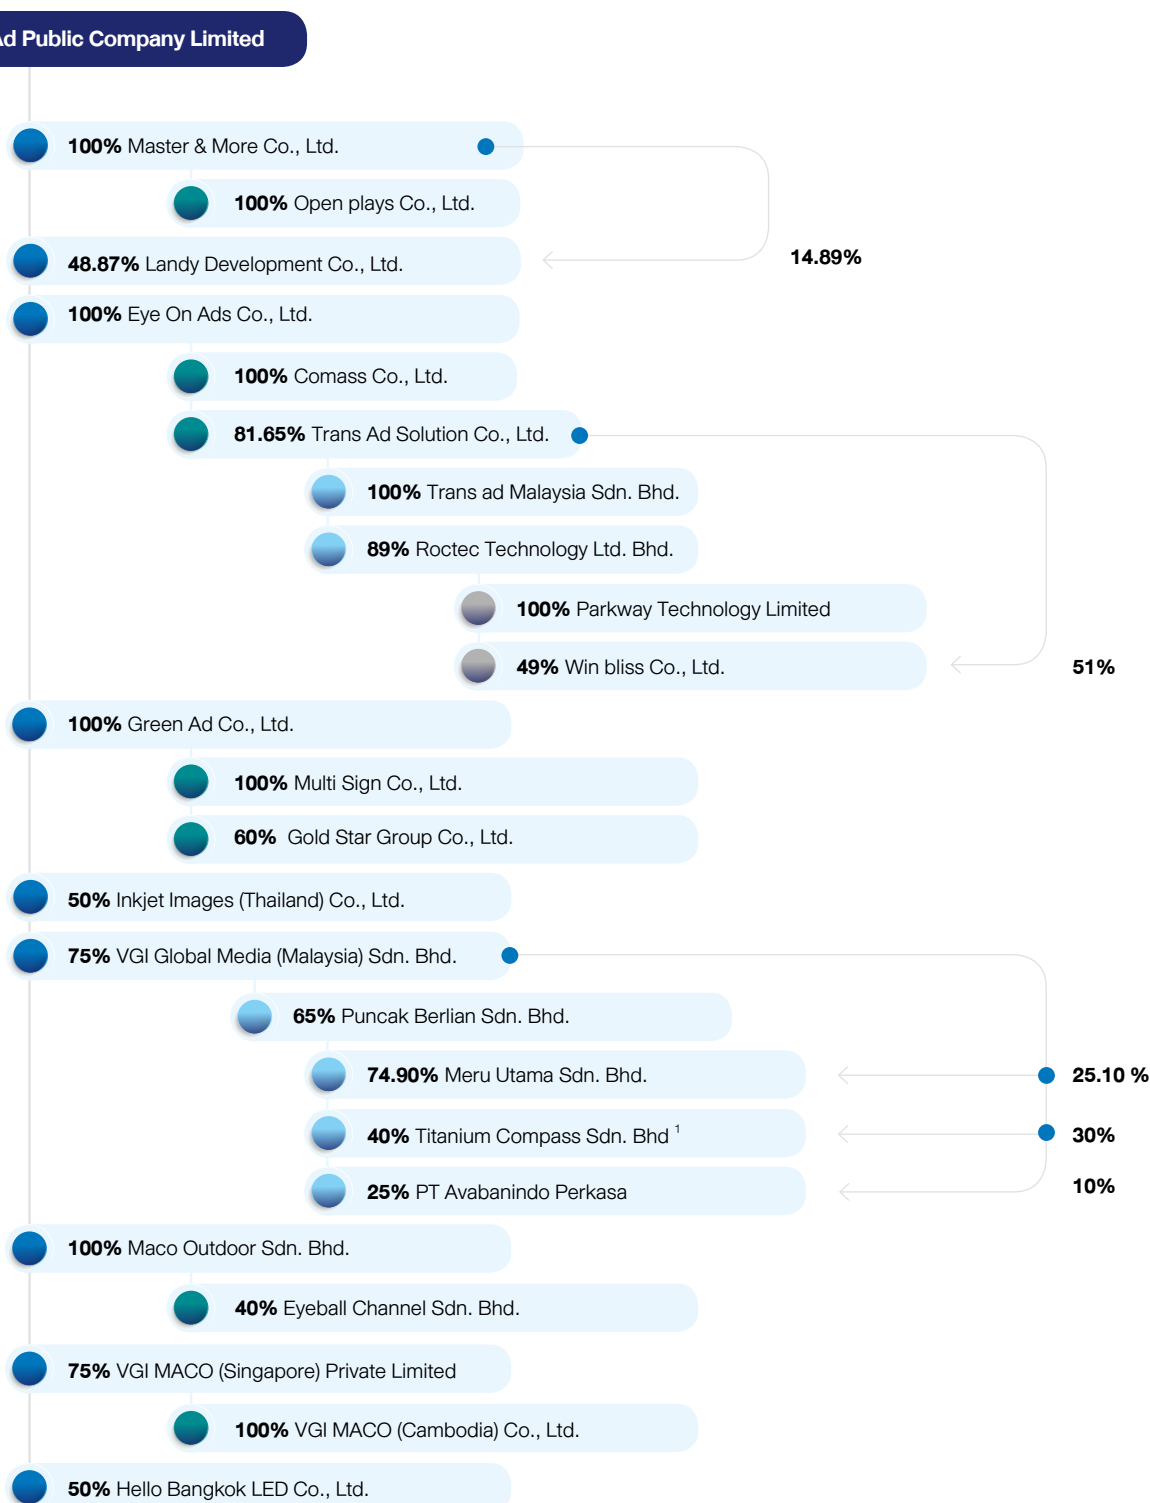 Ad Public Company Limited
100% Master & More Co., Ltd.
100% Open plays Co., Ltd.
48.87% Landy Development Co., Ltd.
14.89%
100% Eye On Ads Co., Ltd.
100% Comass Co., Ltd.
81.65% Trans Ad Solution Co., Ltd.
100% Trans ad Malaysia Sdn. Bhd.
89% Roctec Technology Ltd. Bhd.
100% Parkway Technology Limited
49% Win bliss Co., Ltd.
51%
100% Green Ad Co., Ltd.
100% Multi Sign Co., Ltd.
60% Gold Star Group Co., Ltd.
50% Inkjet Images (Thailand) Co., Ltd.
75% VGI Global Media (Malaysia) Sdn. Bhd.
65% Puncak Berlian Sdn. Bhd.
74.90% Meru Utama Sdn. Bhd.
25.10 %
40% Titanium Compass Sdn. Bhd 1
30%
25% PT Avabanindo Perkasa
10%
100% Maco Outdoor Sdn. Bhd.
40% Eyeball Channel Sdn. Bhd.
75% VGI MACO (Singapore) Private Limited
100% VGI MACO (Cambodia) Co., Ltd.
50% Hello Bangkok LED Co., Ltd.